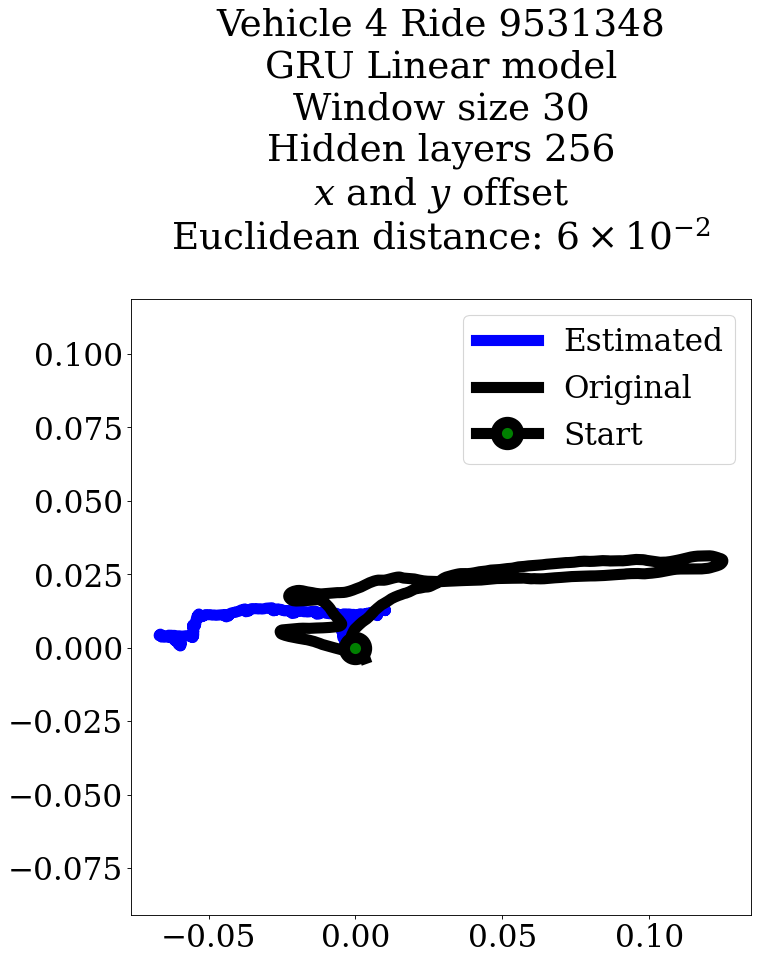 Vehicle 4 Ride 9531348
GRU Linear model
Window size 30
Hidden layers 256
x and y offset
Euclidean distance: 6 × 10⁻²
Estimated
Original
Start
0.100
0.075
0.050
0.025
0.000
−0.025
−0.050
−0.075
−0.05 0.00 0.05 0.10